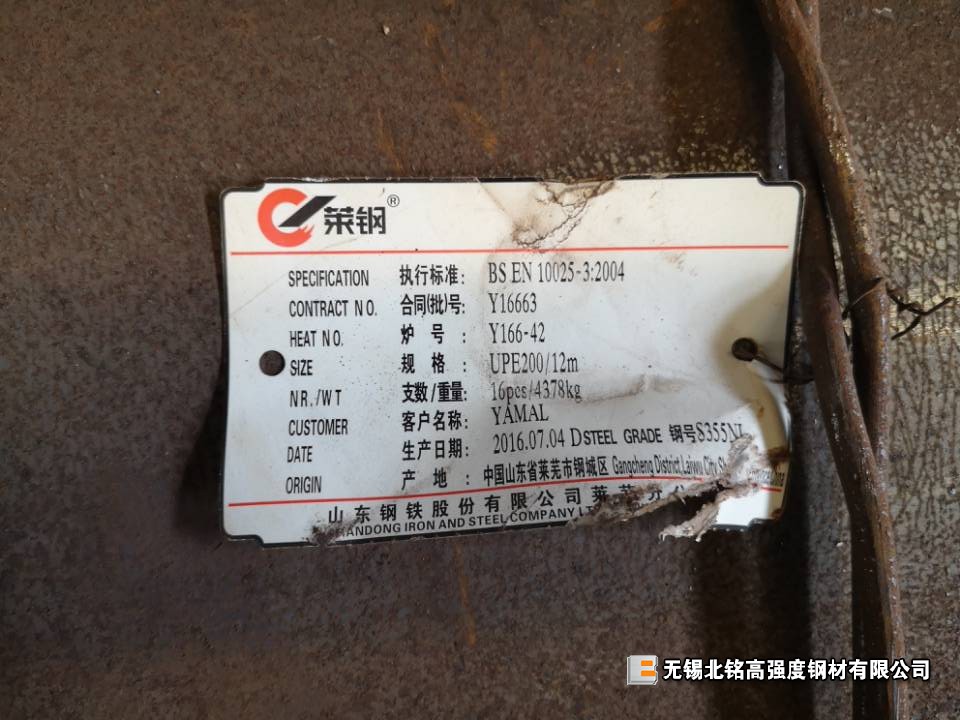 莱钢®
SPECIFICATION 执行标准: BS EN 10025-3:2004
CONTRACT NO. 合同(批)号: Y16663
HEAT NO. 炉号: Y166-42
SIZE 规格: UPE200/12m
NR./WT 支数/重量: 16pcs/4378kg
CUSTOMER 客户名称: YAMAL
DATE 生产日期: 2016.07.04 D STEEL GRADE 钢号S355NL
ORIGIN 产地: 中国山东省莱芜市钢城区 Gangcheng District, Laiwu City
山东钢铁股份有限公司莱芜分公
SHANDONG IRON AND STEEL COMPANY
无锡北铭高强度钢材有限公司